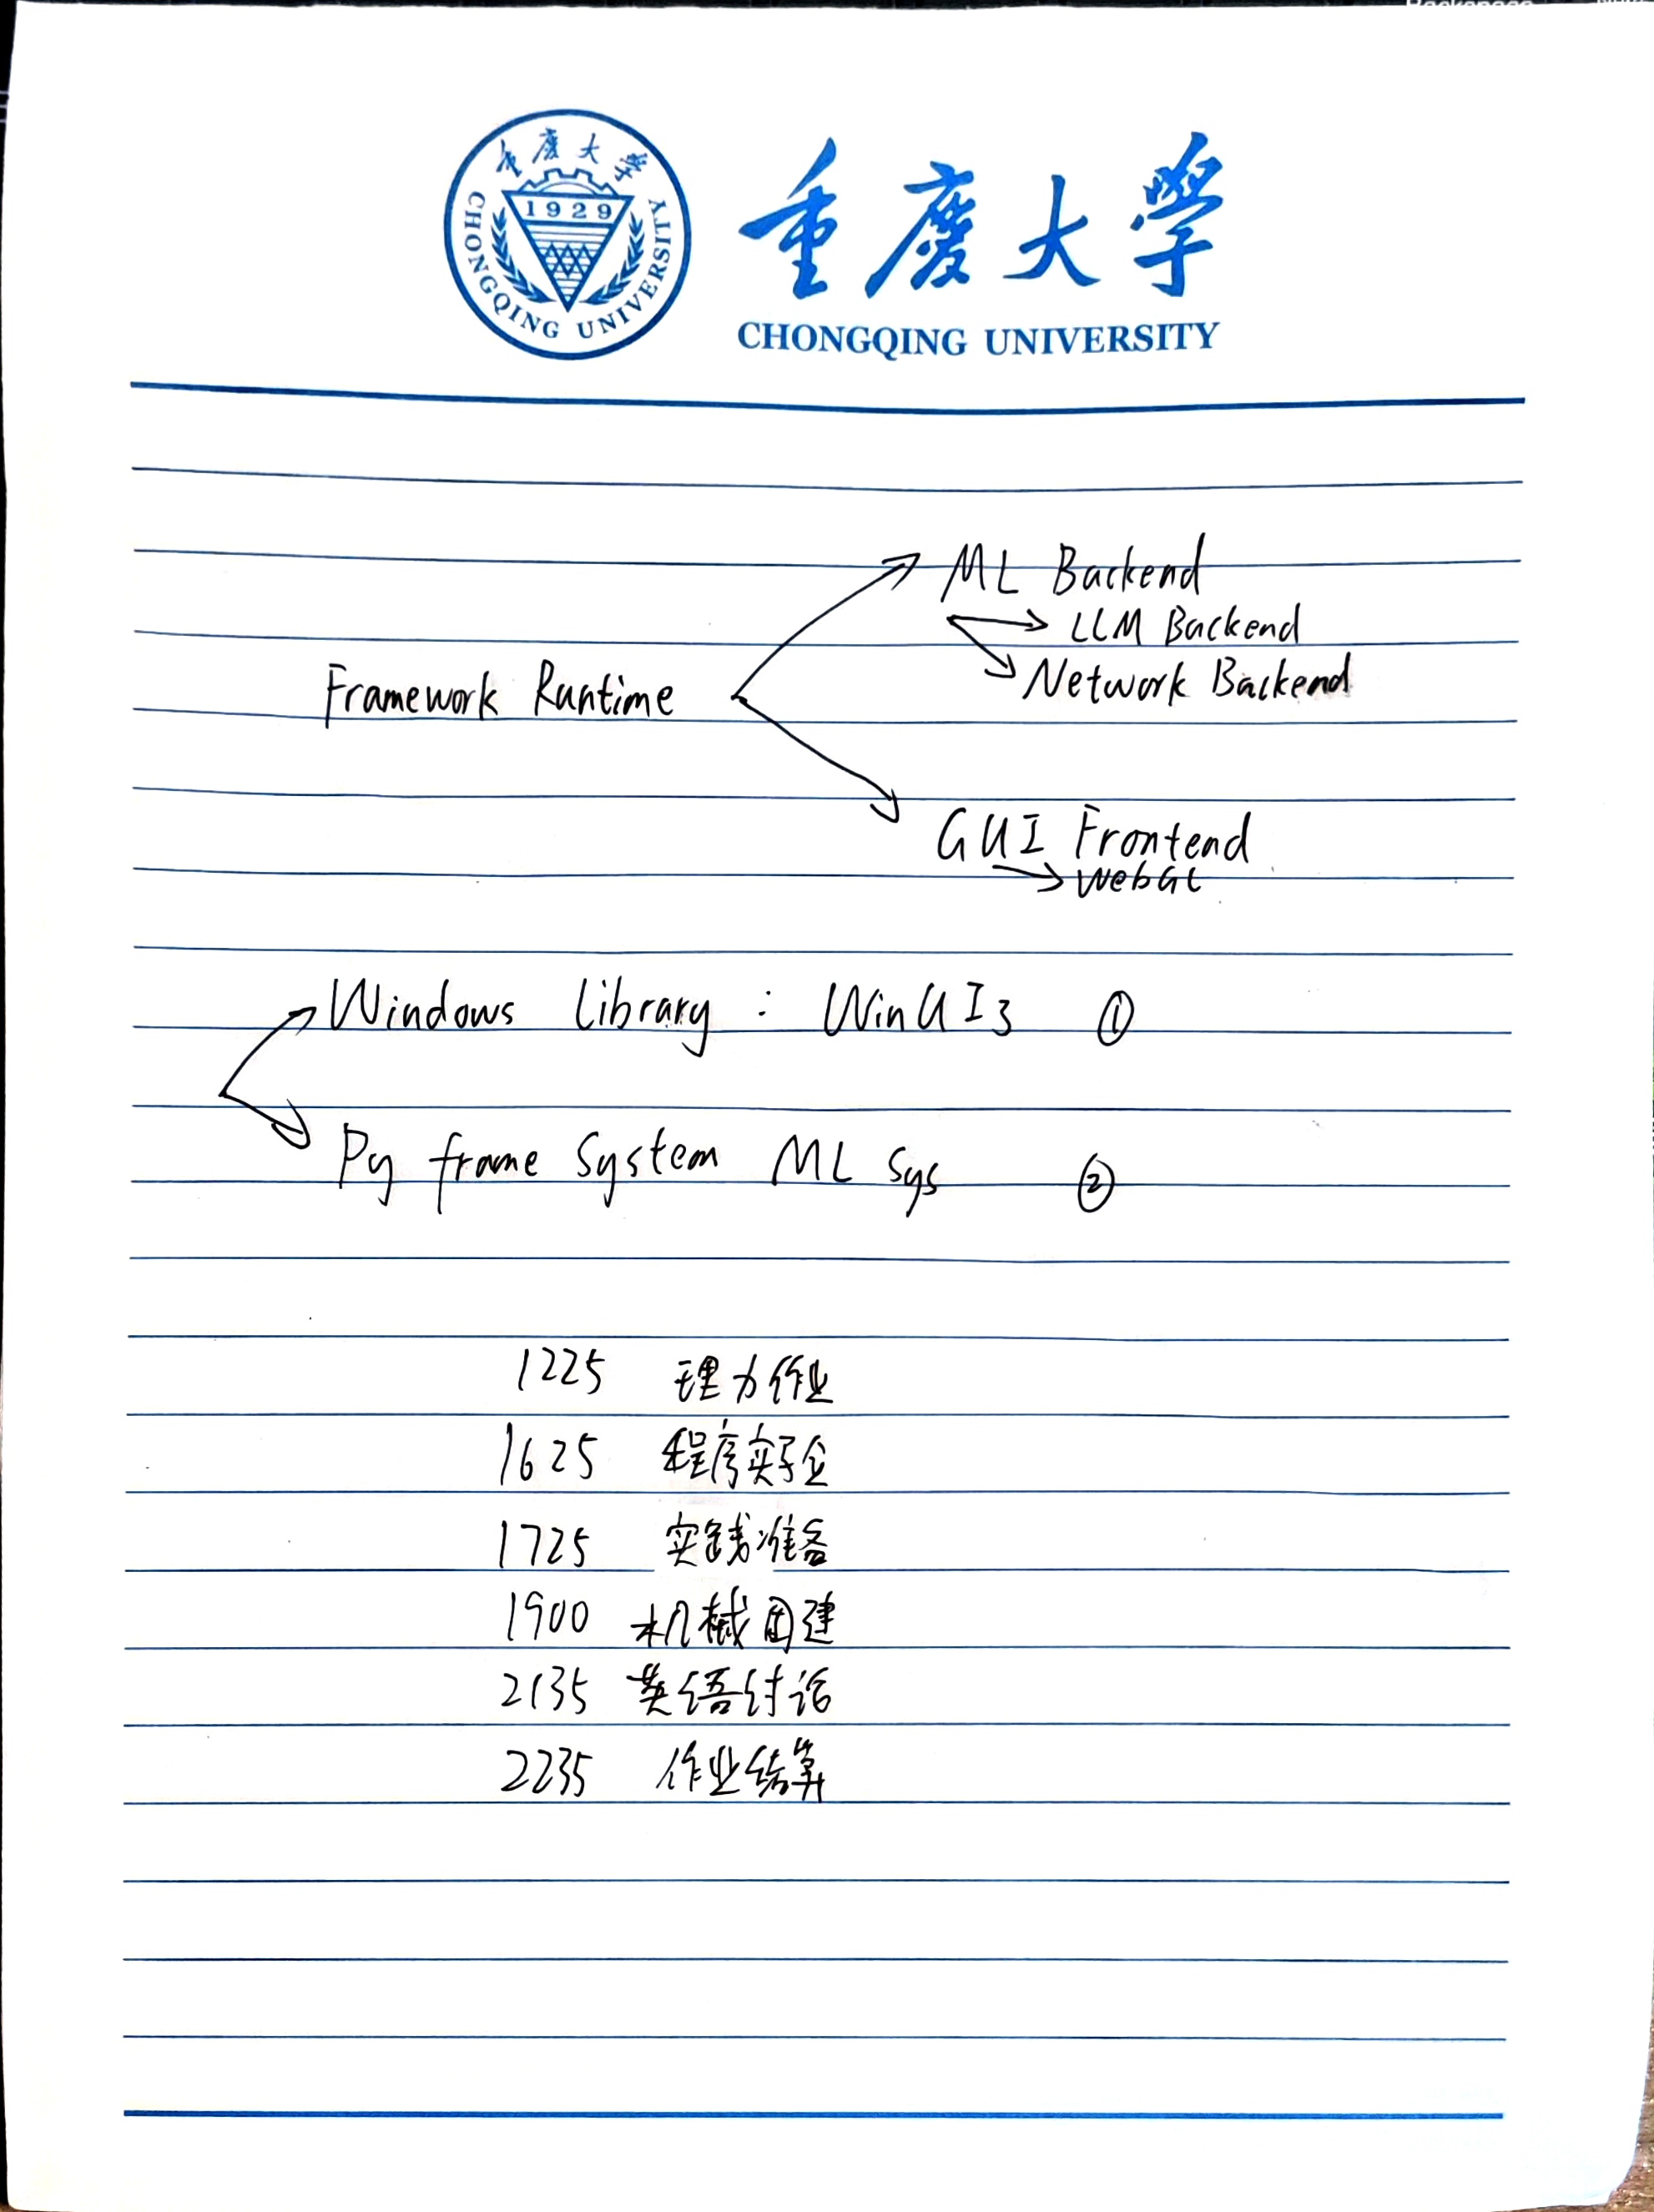 重慶大學
1929
CHONGQING UNIVERSITY
重慶大學
CHONGQING UNIVERSITY
ML Backend
LLM Backend
Network Backend
Framework Runtime
GUI Frontend
WebGL
Windows Library : WinUI3 ①
Py frame System ML Sys ②
1225 理力作业
1625 程序实验
1725 实践准备
1900 机械团建
2135 英语讨论
2235 作业结算